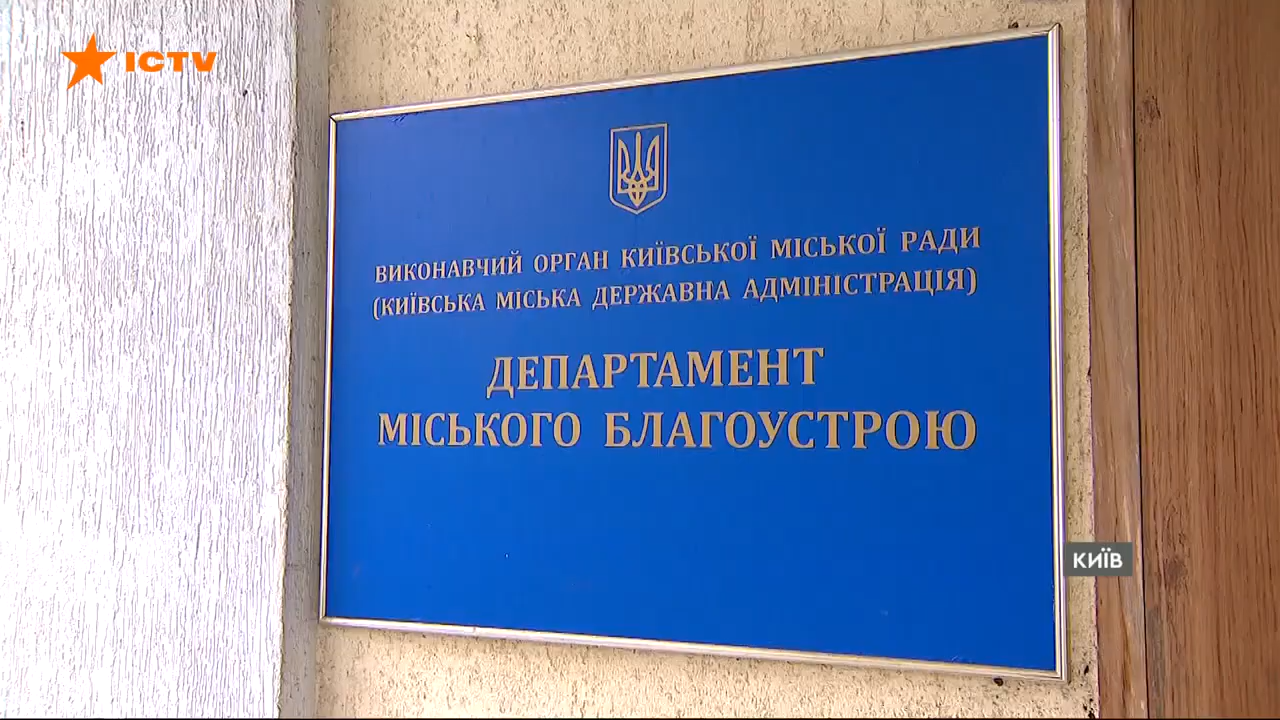 ICTV
ВИКОНАВЧИЙ ОРГАН КИЇВСЬКОЇ МІСЬКОЇ РАДИ
(КИЇВСЬКА МІСЬКА ДЕРЖАВНА АДМІНІСТРАЦІЯ)
ДЕПАРТАМЕНТ
МІСЬКОГО БЛАГОУСТРОЮ
КИЇВ